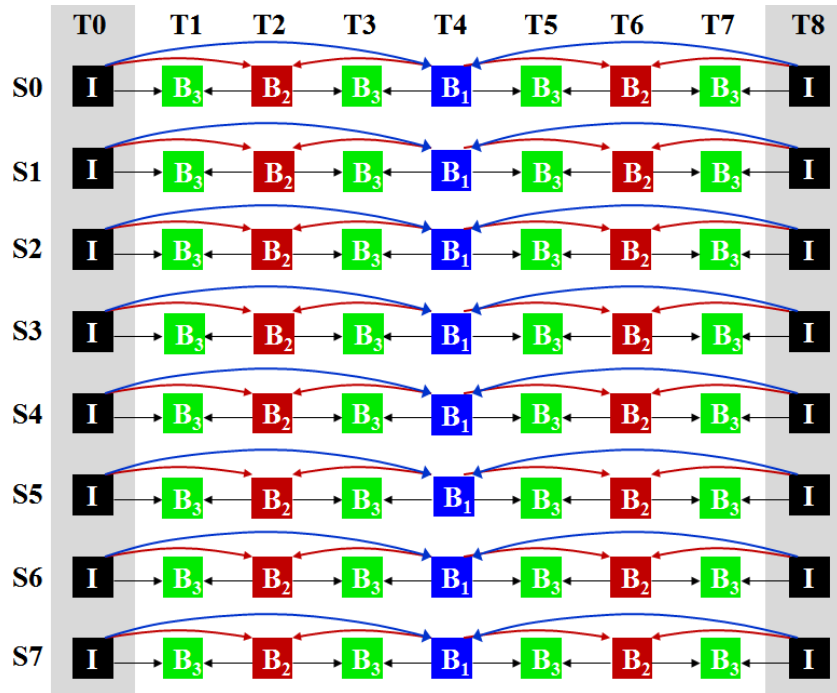 T0 T1 T2 T3 T4 T5 T6 T7 T8
S0 I B3 B2 B3 B1 B3 B2 B3 I
S1 I B3 B2 B3 B1 B3 B2 B3 I
S2 I B3 B2 B3 B1 B3 B2 B3 I
S3 I B3 B2 B3 B1 B3 B2 B3 I
S4 I B3 B2 B3 B1 B3 B2 B3 I
S5 I B3 B2 B3 B1 B3 B2 B3 I
S6 I B3 B2 B3 B1 B3 B2 B3 I
S7 I B3 B2 B3 B1 B3 B2 B3 I